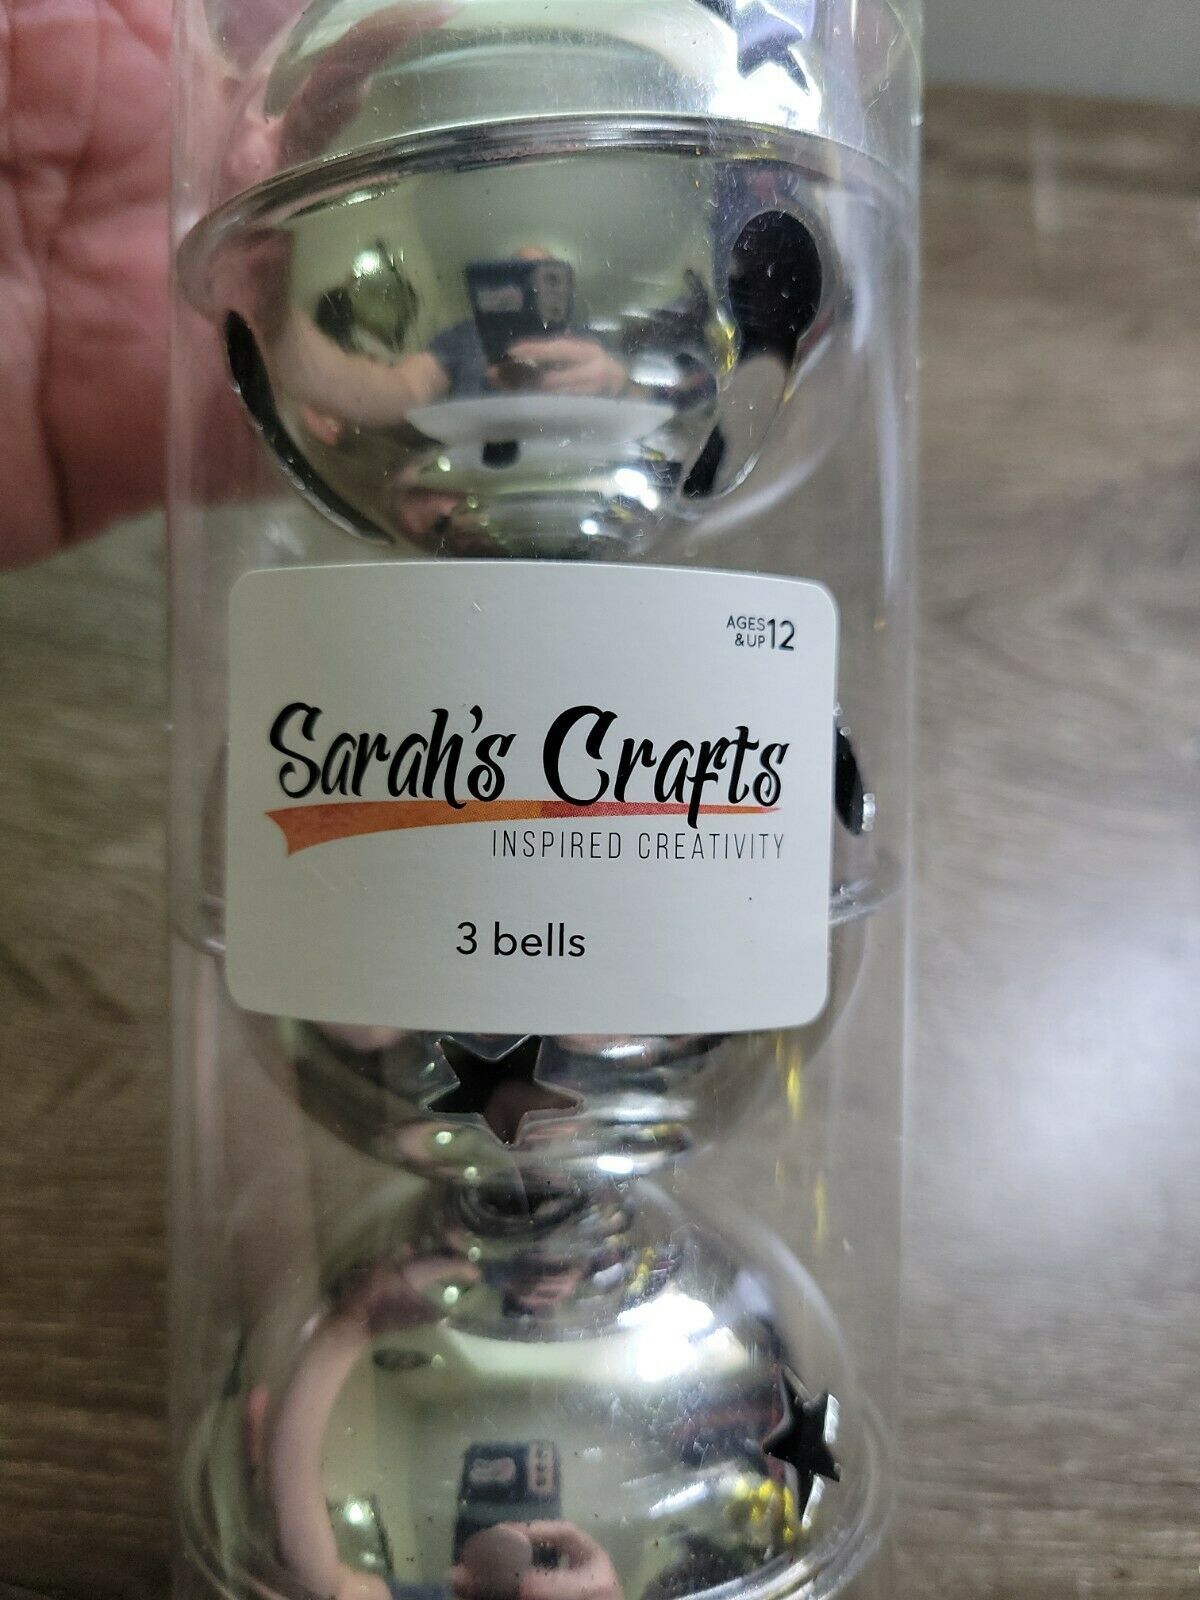 AGES
&UP 12
Sarah's Crafts
INSPIRED CREATIVITY
3 bells